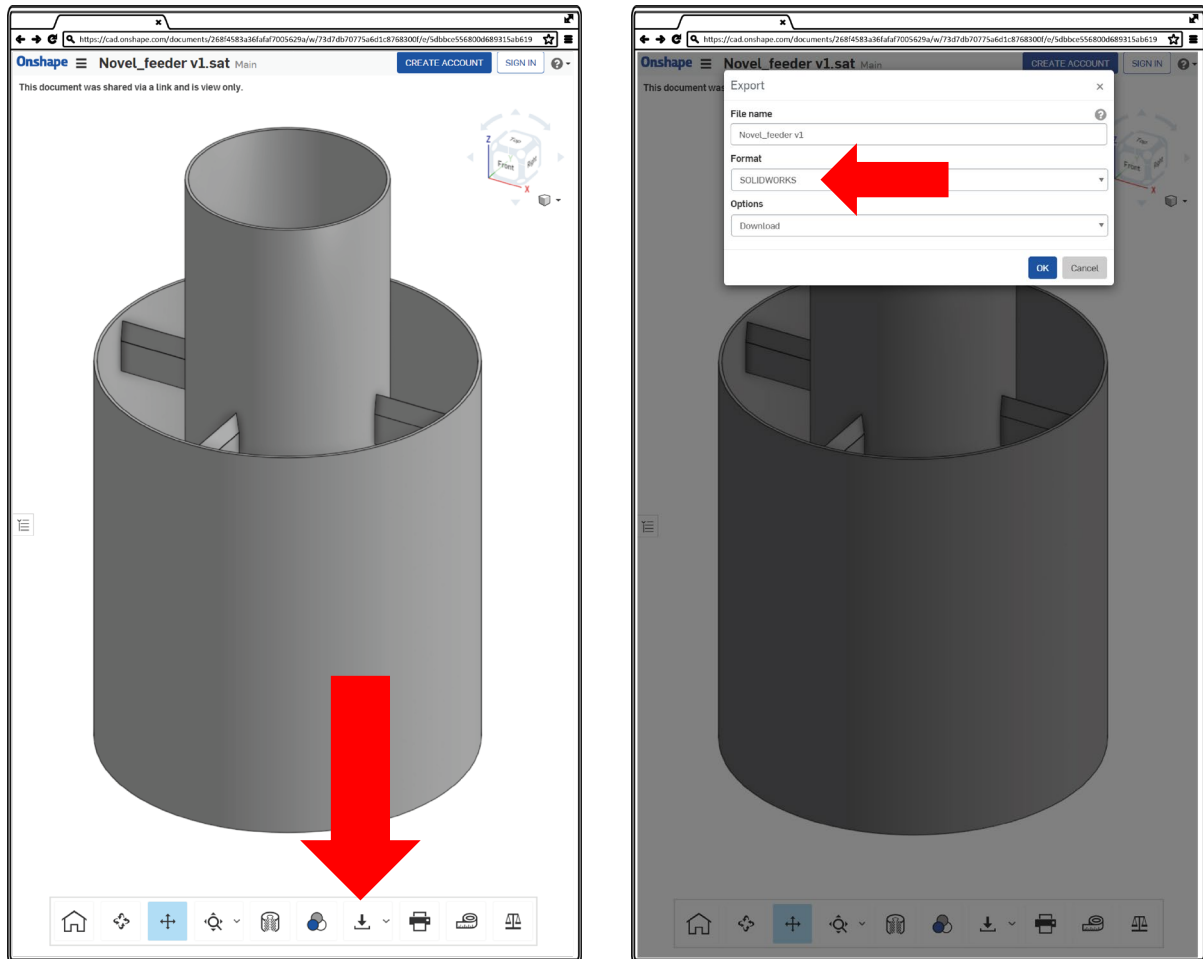 https://cad.onshape.com/documents/268f4583a36fafaf7005629a/w/73d7db70775a6d1c8768300f/e/5dbbce556800d689315ab619
Onshape Novel_feeder v1.sat Main CREATE ACCOUNT SIGN IN
This document was shared via a link and is view only.
Z
Top
Front Right
X
https://cad.onshape.com/documents/268f4583a36fafaf7005629a/w/73d7db70775a6d1c8768300f/e/5dbbce556800d689315ab619
Onshape Novel_feeder v1.sat Main CREATE ACCOUNT SIGN IN
This document was
Export
File name
Novel_feeder v1
Format
SOLIDWORKS
Options
Download
OK Cancel
Top
Front Right
X